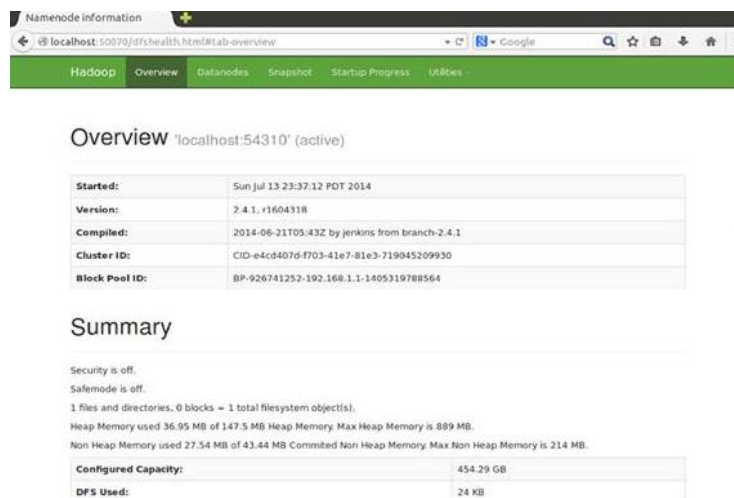 Namenode information
localhost:50070/dfshealth.html#tab-overview Google
Hadoop Overview Datanodes Snapshot Startup Progress Utilities
Overview 'localhost:54310' (active)
Started: Sun Jul 13 23:37:12 PDT 2014
Version: 2.4.1, r1604318
Compiled: 2014-06-21T05:43Z by jenkins from branch-2.4.1
Cluster ID: CID-e4cd407d-f703-41e7-81e3-719045209930
Block Pool ID: BP-926741252-192.168.1.1-1405319788564
Summary
Security is off.
Safemode is off.
1 files and directories, 0 blocks = 1 total filesystem object(s).
Heap Memory used 36.95 MB of 147.5 MB Heap Memory. Max Heap Memory is 889 MB.
Non Heap Memory used 27.54 MB of 43.44 MB Commited Non Heap Memory. Max Non Heap Memory is 214 MB.
Configured Capacity: 454.29 GB
DFS Used: 24 KB